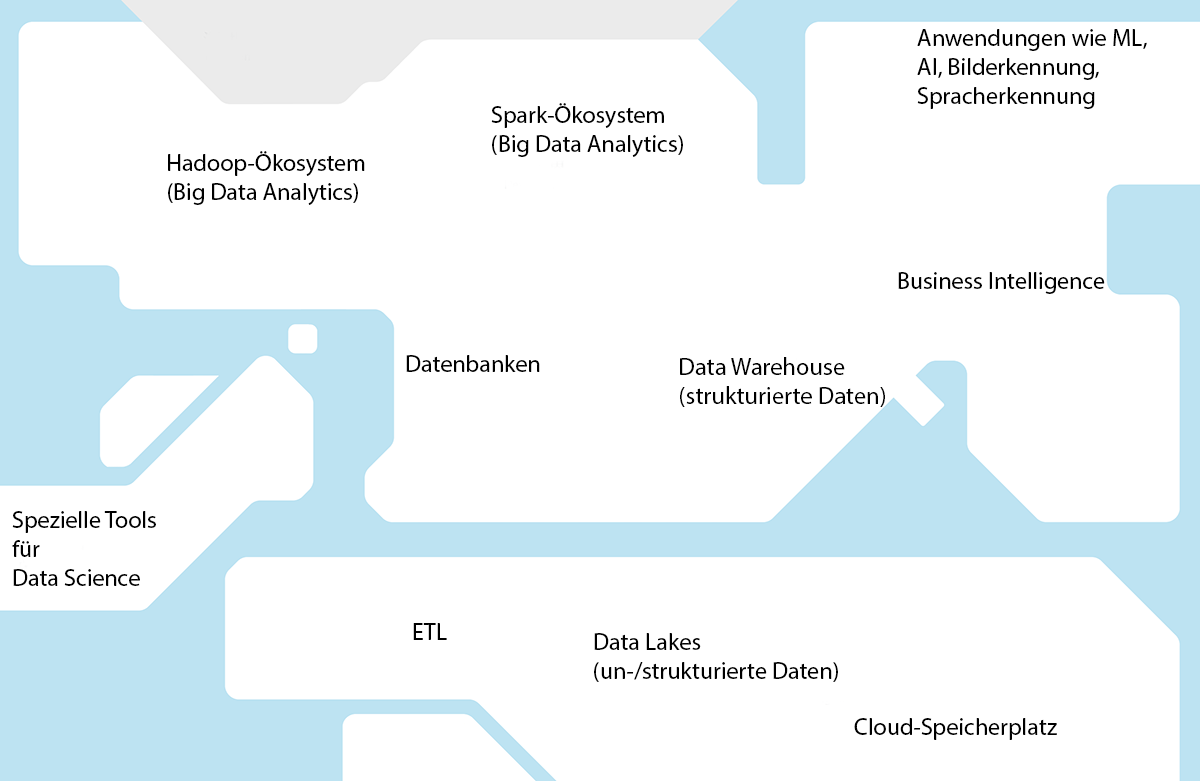 Anwendungen wie ML,
AI, Bilderkennung,
Spracherkennung
Spark-Ökosystem
(Big Data Analytics)
Hadoop-Ökosystem
(Big Data Analytics)
Business Intelligence
Datenbanken
Data Warehouse
(strukturierte Daten)
Spezielle Tools
für
Data Science
ETL
Data Lakes
(un-/strukturierte Daten)
Cloud-Speicherplatz